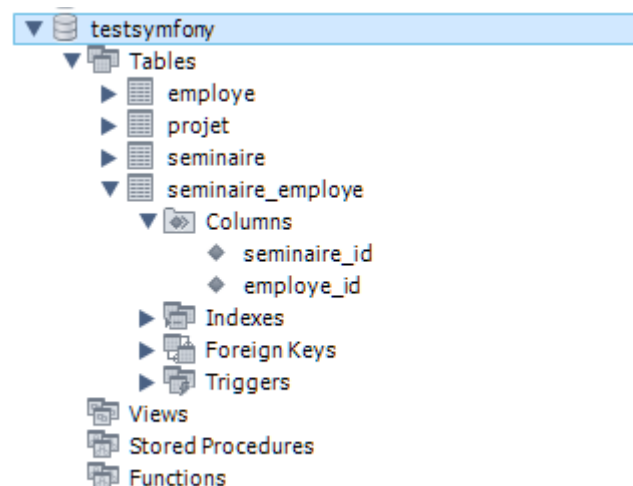 testsymfony
Tables
employe
projet
seminaire
seminaire_employe
Columns
seminaire_id
employe_id
Indexes
Foreign Keys
Triggers
Views
Stored Procedures
Functions